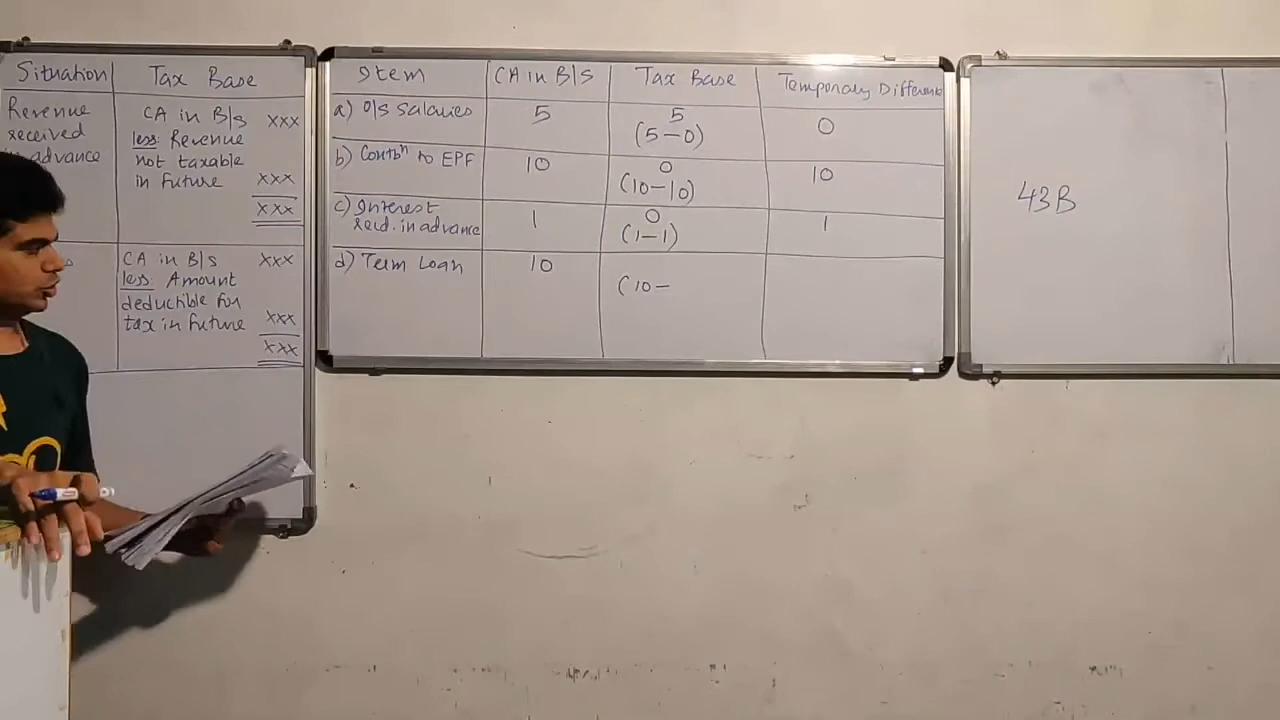 Situation Tax Base
Revenue
received
in advance
CA in B/S xxx
less: Revenue
not taxable
in future xxx
xxx
CA in B/S xxx
less: Amount
deductible for
tax in future xxx
xxx
Item CA in B/S Tax Base Temporary Difference
a) O/S Salaries 5 5 0
(5-0)
b) Contbn to EPF 10 0 10
(10-10)
c) Interest 1 0 1
recd. in advance (1-1)
d) Term Loan 10
(10-
43B